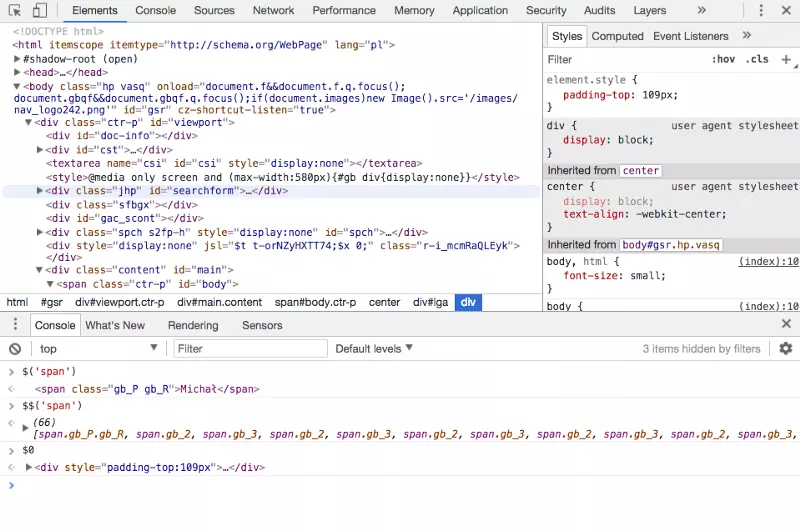 Elements Console Sources Network Performance Memory Application Security Audits Layers »
<!DOCTYPE html>
<html itemscope itemtype="http://schema.org/WebPage" lang="pl">
▶#shadow-root (open)
▶<head>…</head>
▼<body class="hp vasq" onload="document.f&&document.f.q.focus();
document.gbqf&&document.gbqf.q.focus();if(document.images)new Image().src='/images/
nav_logo242.png'" id="gsr" cz-shortcut-listen="true">
▼<div class="ctr-p" id="viewport">
<div id="doc-info"></div>
▶<div id="cst">…</div>
<textarea name="csi" id="csi" style="display:none"></textarea>
<style>@media only screen and (max-width:580px){#gb div{display:none}}</style>
▶<div class="jhp" id="searchform">…</div>
<div class="sfbgx"></div>
<div id="gac_scont"></div>
▶<div class="spch s2fp-h" style="display:none" id="spch">…</div>
<div style="display:none" jsl="$t t-orNZyHXTT74;$x 0;" class="r-i_mcmRaQLEyk">
</div>
▼<div class="content" id="main">
▼<span class="ctr-p" id="body">
html #gsr div#viewport.ctr-p div#main.content span#body.ctr-p center div#lga div
Styles Computed Event Listeners »
Filter :hov .cls +
element.style {
padding-top: 109px;
}
div { user agent stylesheet
display: block;
}
Inherited from center
center { user agent stylesheet
display: block;
text-align: -webkit-center;
}
Inherited from body#gsr.hp.vasq
body, html { (index):10
font-size: small;
}
body { (index):10
Console What's New Rendering Sensors
top ▼ Filter Default levels ▼ 3 items hidden by filters
> $('span')
<span class="gb_P gb_R">Michał</span>
> $$('span')
(66)
[span.gb_P.gb_R, span.gb_2, span.gb_3, span.gb_2, span.gb_3, span.gb_2, span.gb_3, span.gb_2, span.gb_3, span.gb_2, span.gb_3,
> $0
▶<div style="padding-top:109px">…</div>
>